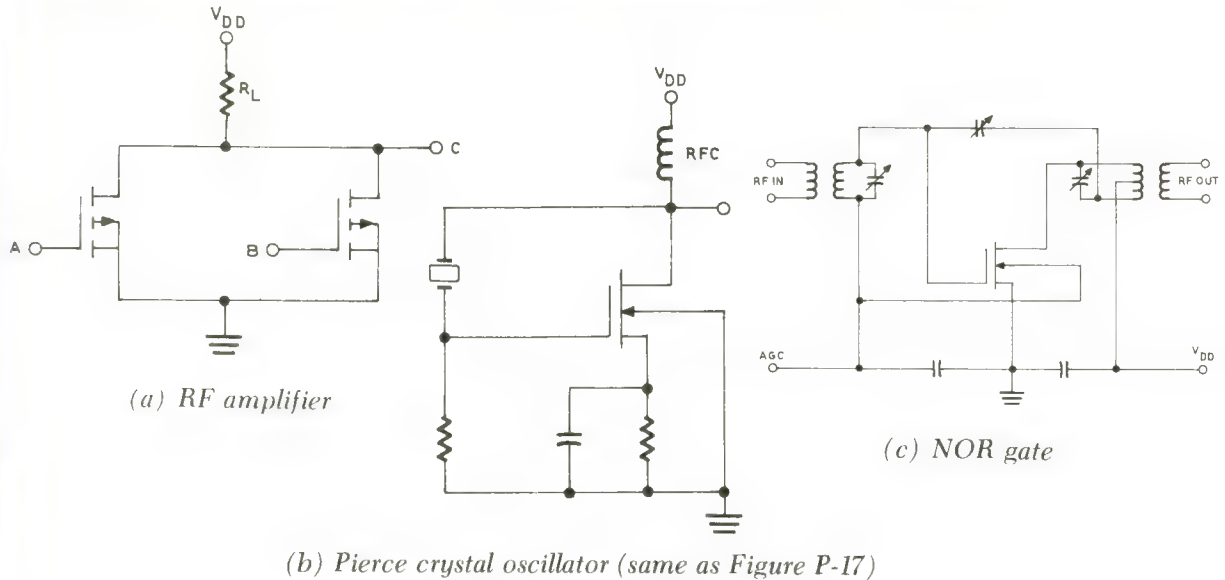 V_DD
R_L
C
A
B
(a) RF amplifier
V_DD
RFC
(b) Pierce crystal oscillator (same as Figure P-17)
RF IN
RF OUT
AGC
V_DD
(c) NOR gate